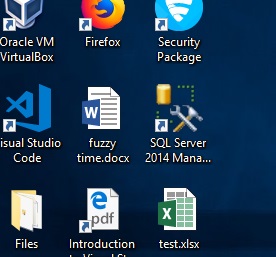 Oracle VM
VirtualBox
Firefox
Security
Package
isual Studio
Code
fuzzy
time.docx
SQL Server
2014 Mana...
Files
pdf
Introduction
to Visual St
test.xlsx